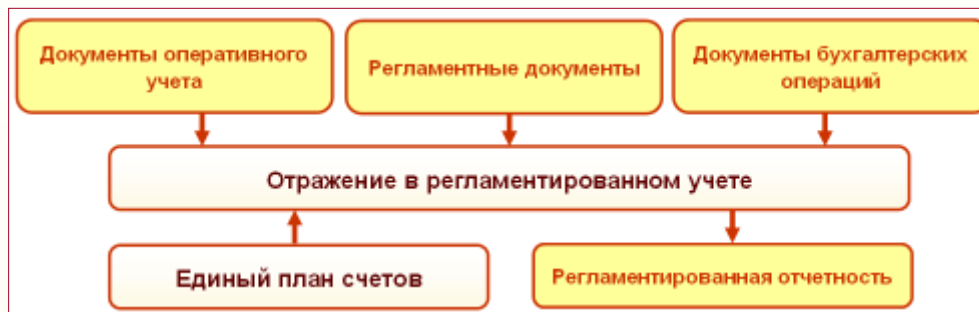 Документы оперативного
учета
Регламентные документы
Документы бухгалтерских
операций
Отражение в регламентированном учете
Единый план счетов
Регламентированная отчетность